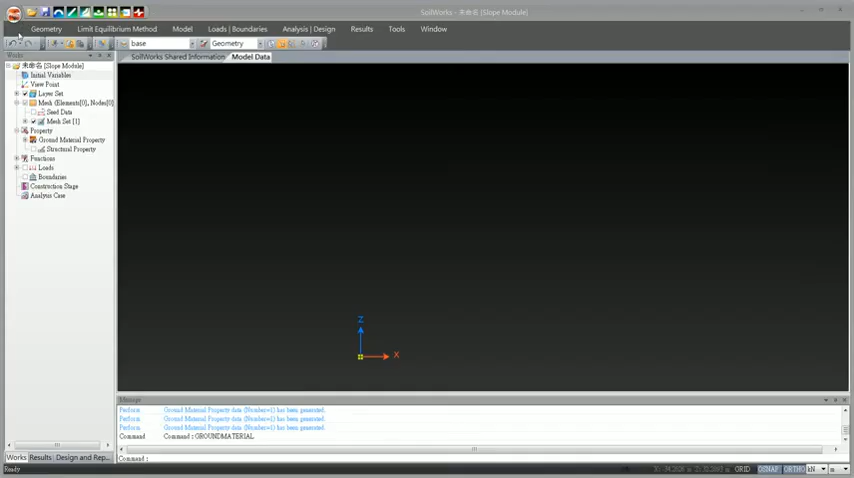 SoilWorks - 未命名 [Slope Module]
Geometry Limit Equilibrium Method Model Loads | Boundaries Analysis | Design Results Tools Window
base Geometry
Works
SoilWorks Shared Information Model Data
未命名 [Slope Module]
Initial Variables
View Point
Layer Set
Mesh (Elements[0], Nodes[0]
Seed Data
Mesh Set [1]
Property
Ground Material Property
Structural Property
Functions
Loads
Boundaries
Construction Stage
Analysis Case
Z
X
Message
Perform Ground Material Property data (Number=1) has been generated.
Perform Ground Material Property data (Number=1) has been generated.
Perform Ground Material Property data (Number=1) has been generated.
Command Command : GROUNDMATERIAL
Works Results Design and Rep...
Command :
Ready
GRID OSNAP ORTHO kN m